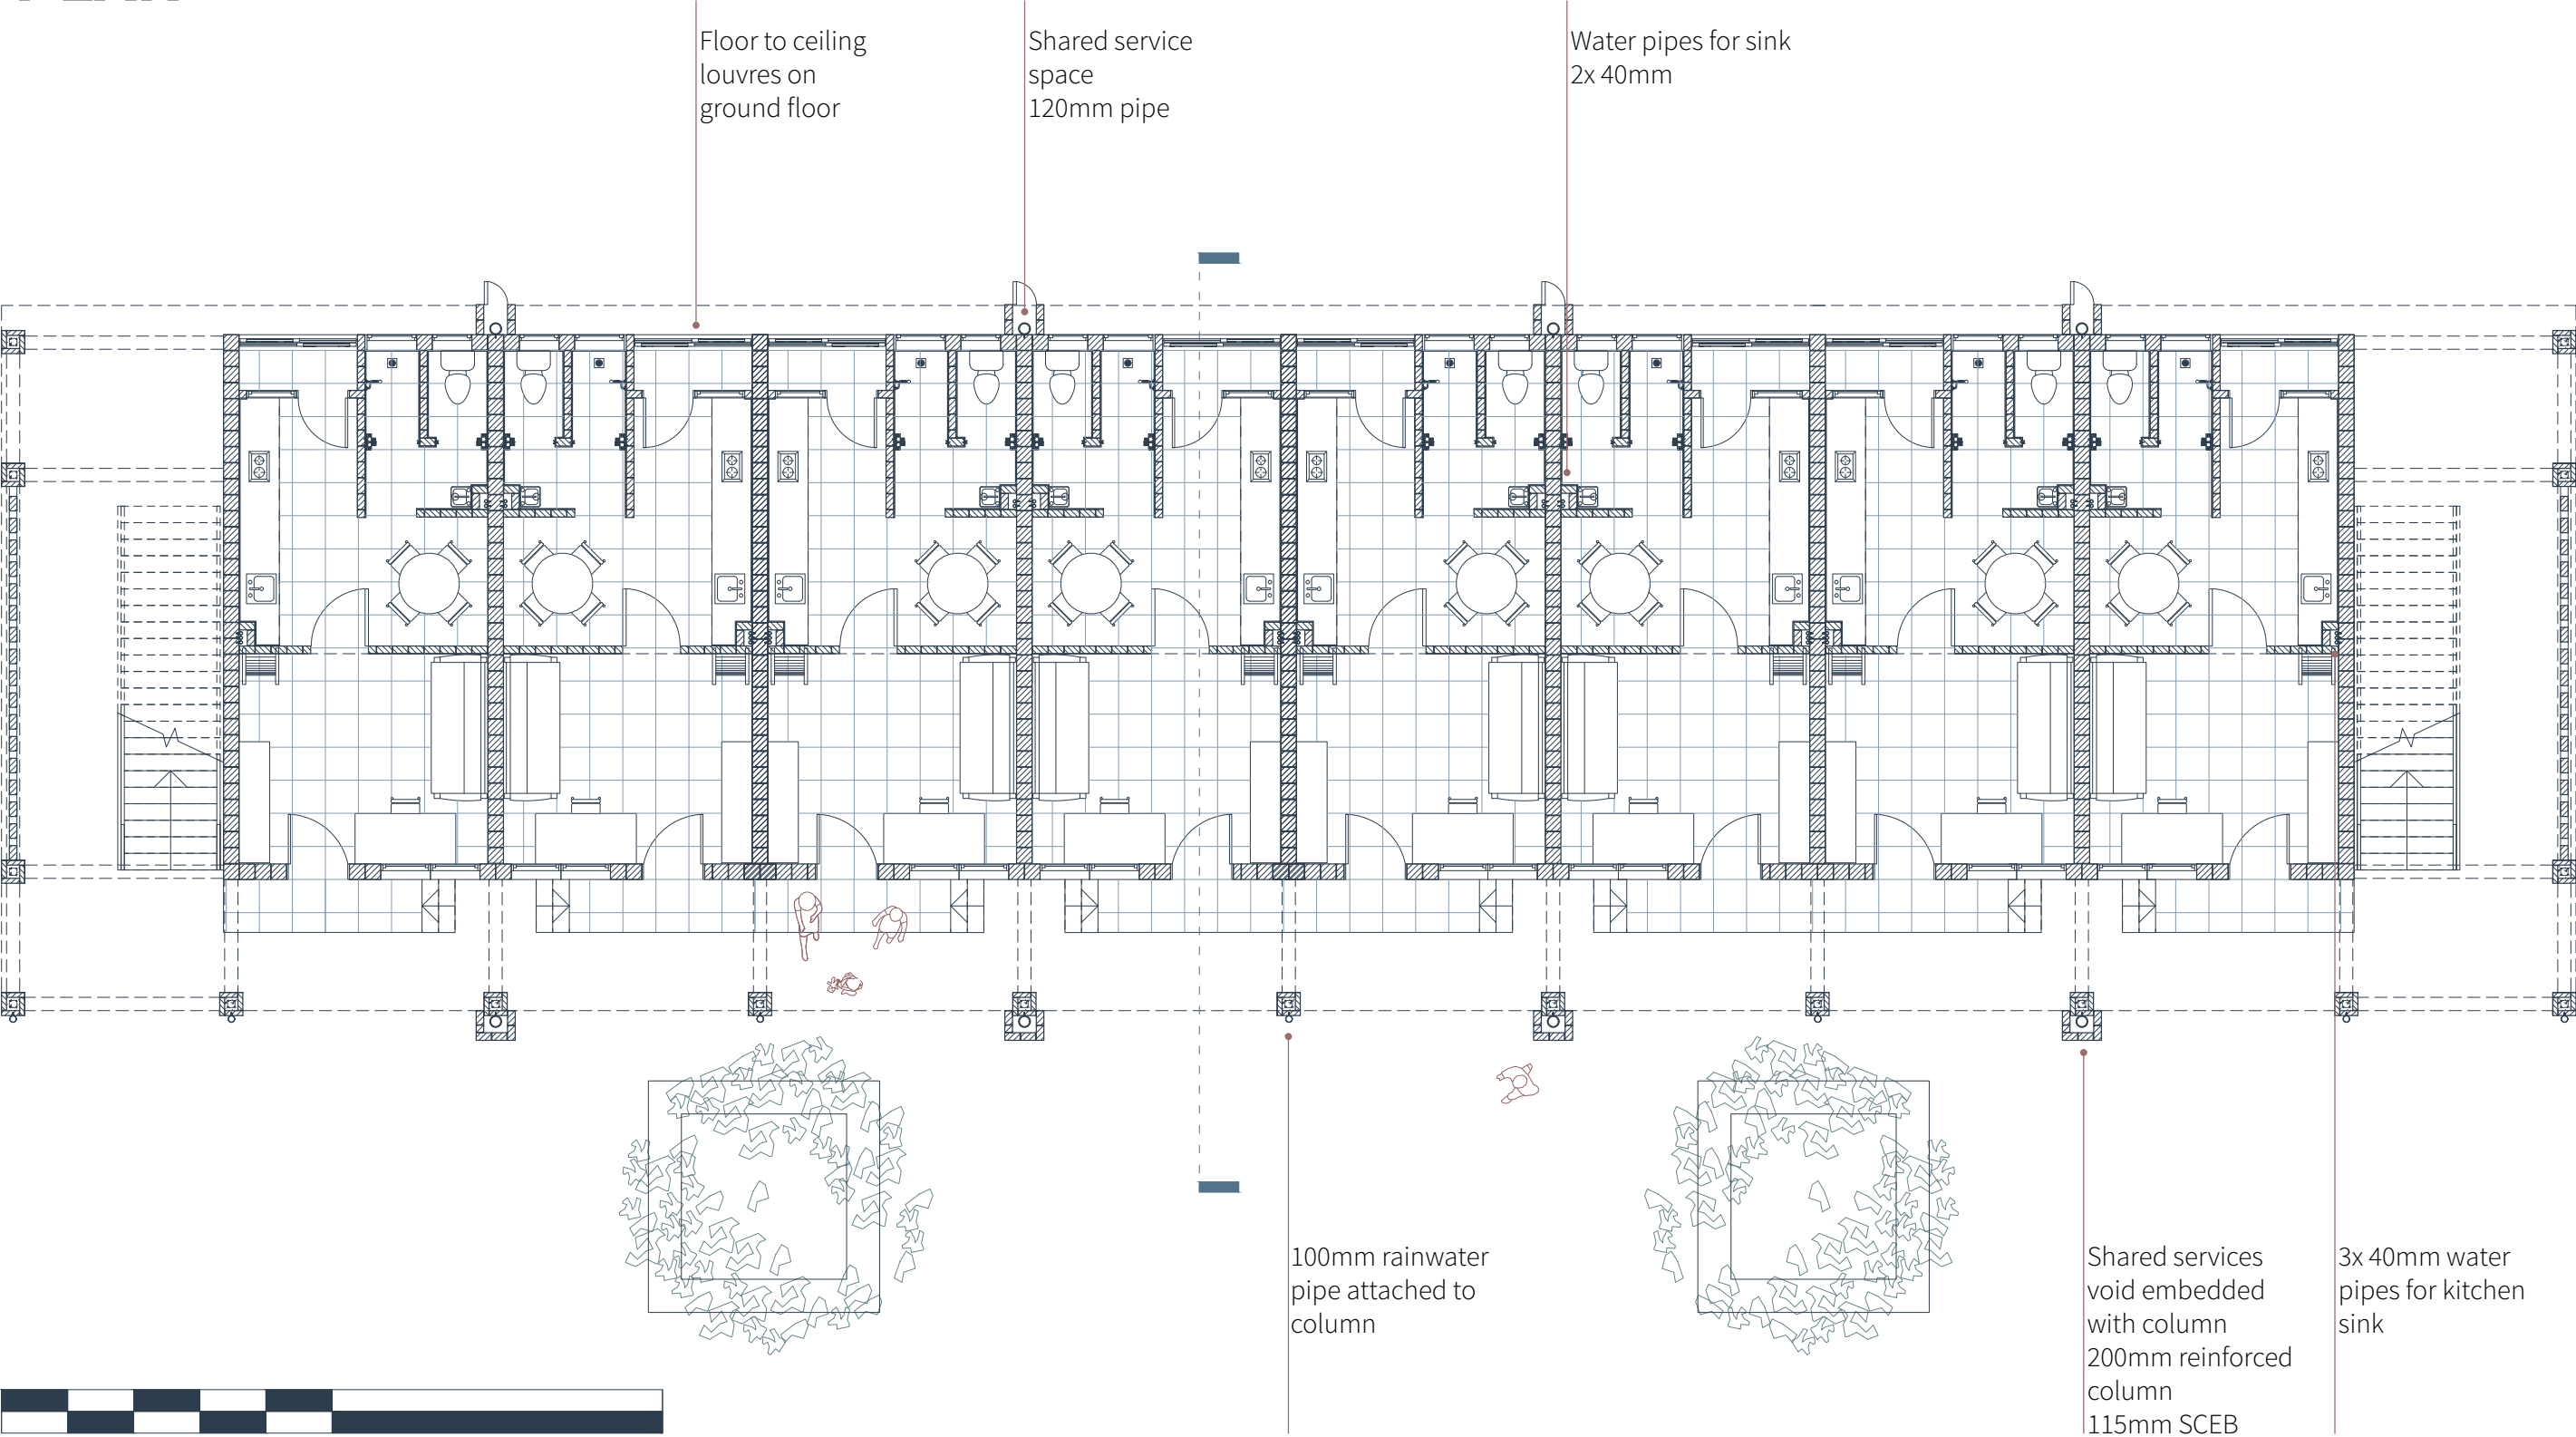 Floor to ceiling
louvres on
ground floor
Shared service
space
120mm pipe
Water pipes for sink
2x 40mm
100mm rainwater
pipe attached to
column
Shared services
void embedded
with column
200mm reinforced
column
115mm SCEB
3x 40mm water
pipes for kitchen
sink